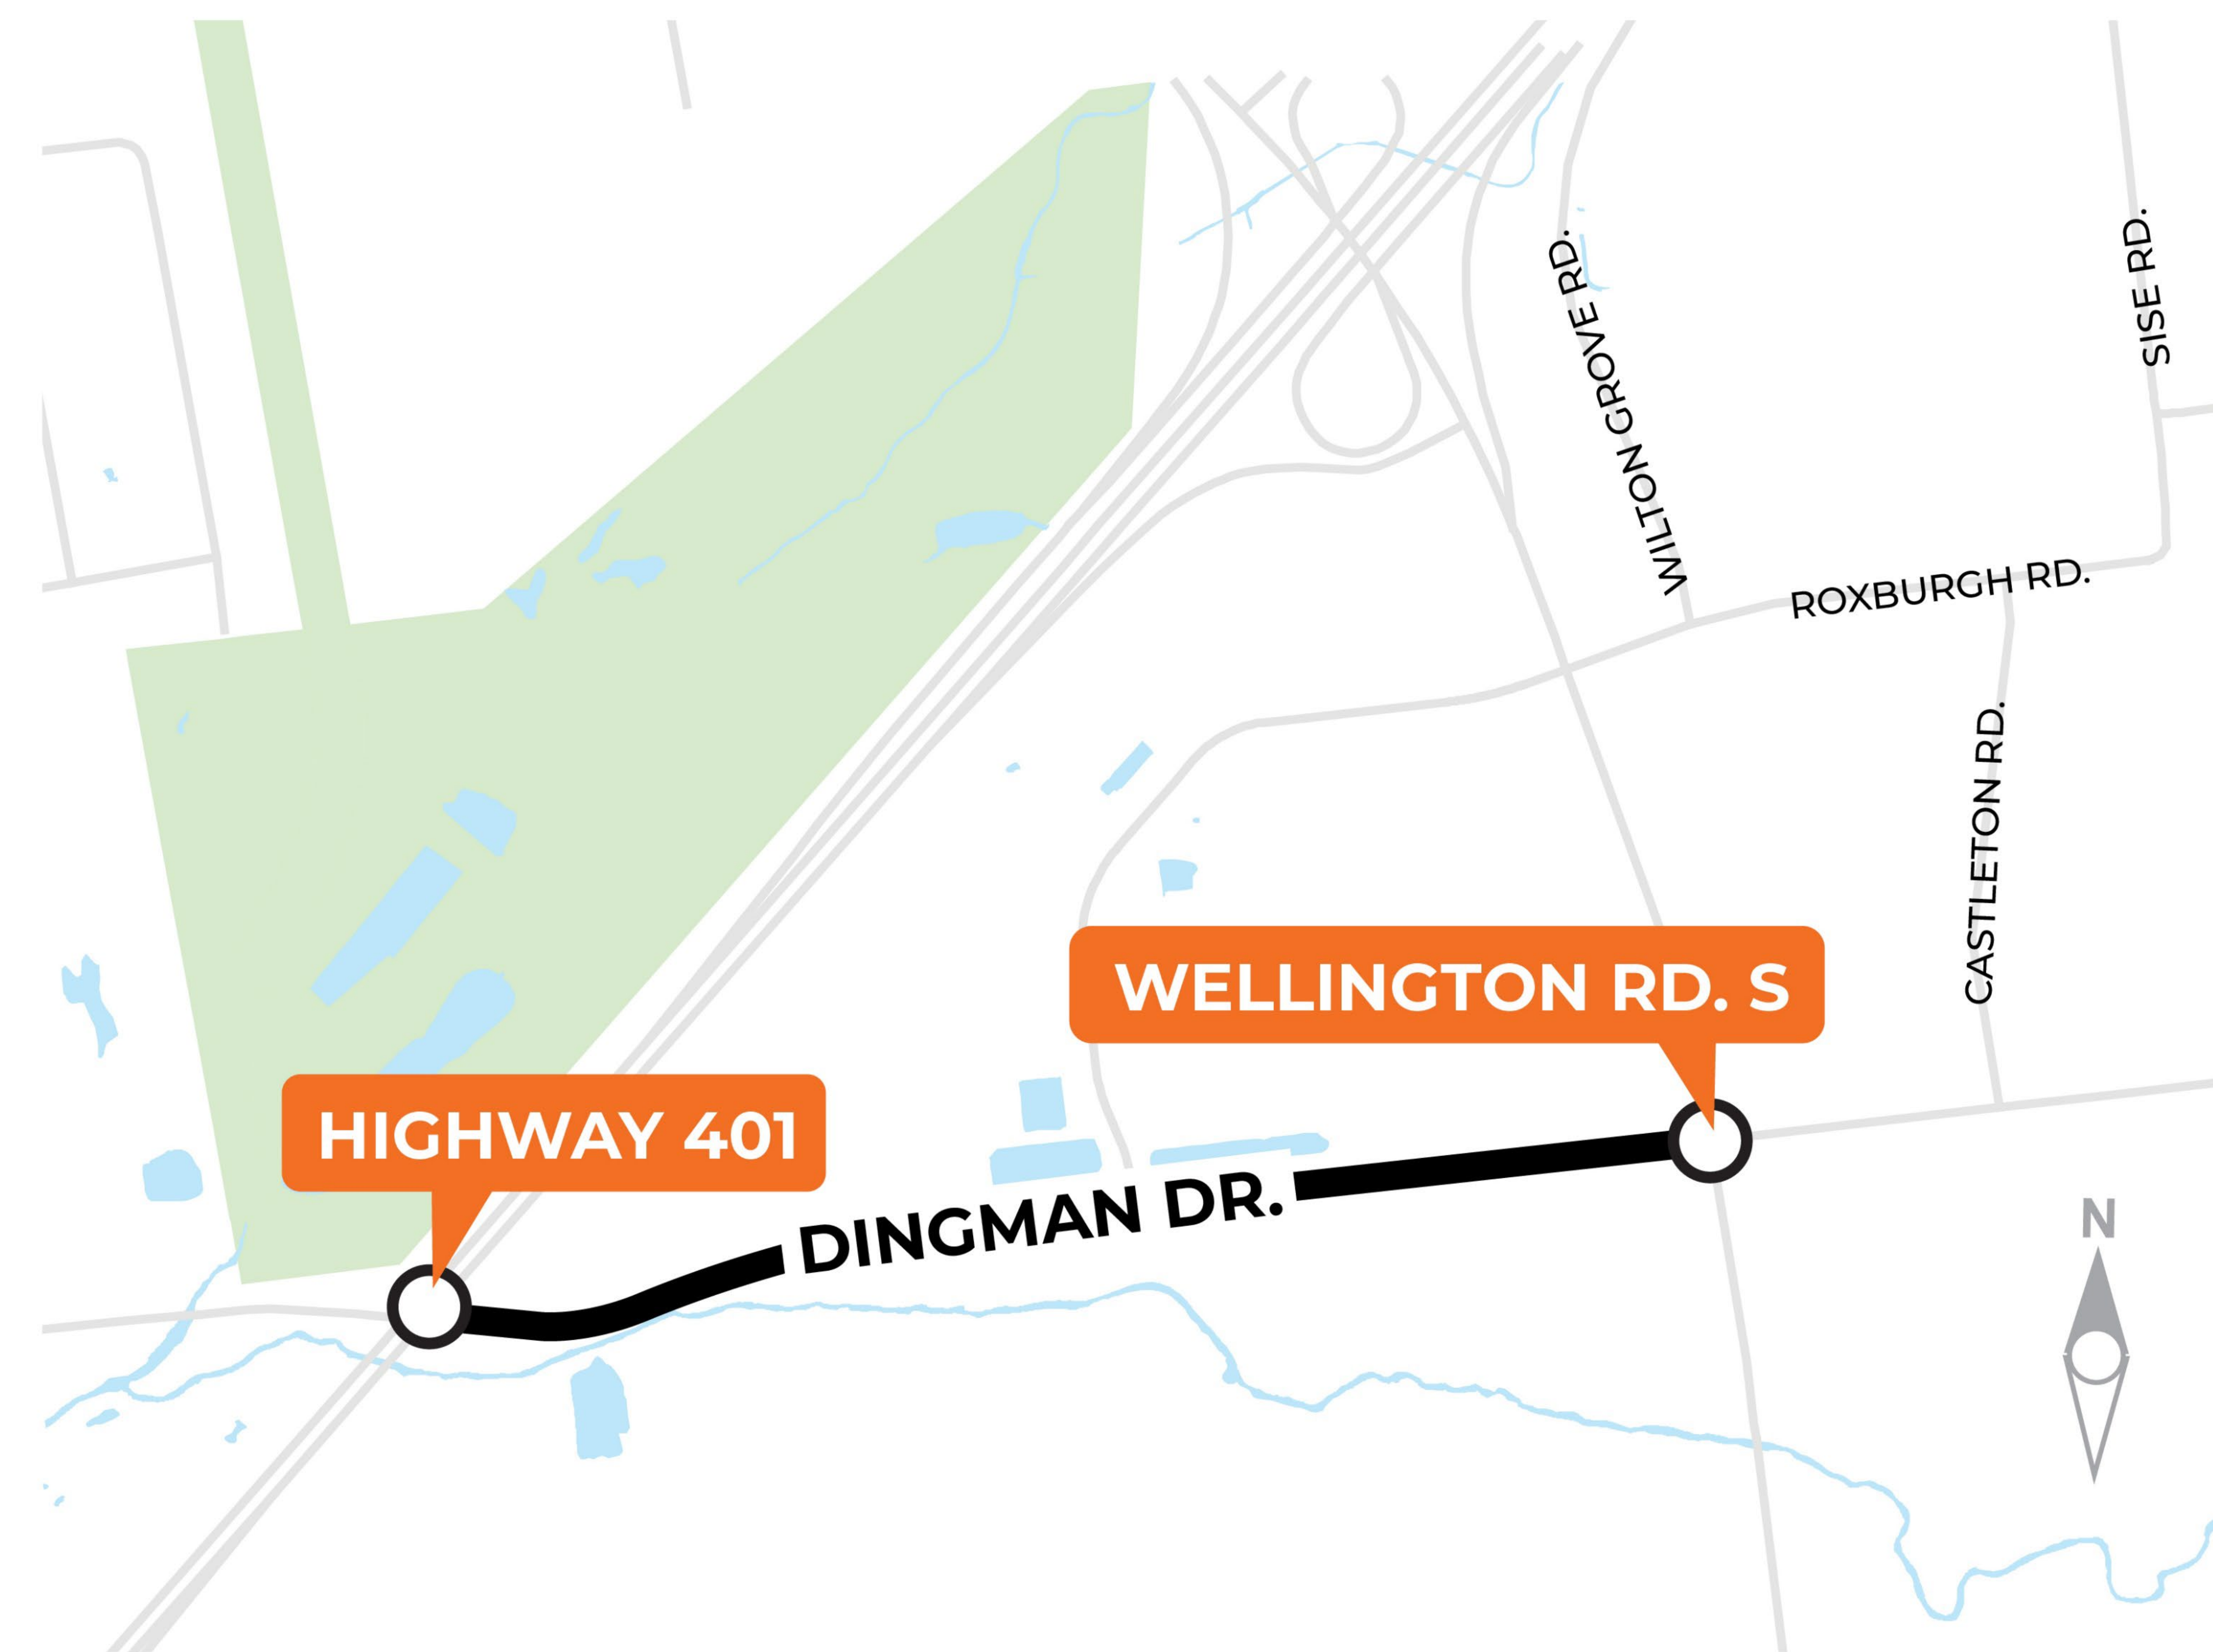 SISE RD.
WILTON GROVE RD.
ROXBURGH RD.
CASTLETON RD.
WELLINGTON RD. S
HIGHWAY 401
DINGMAN DR.
N